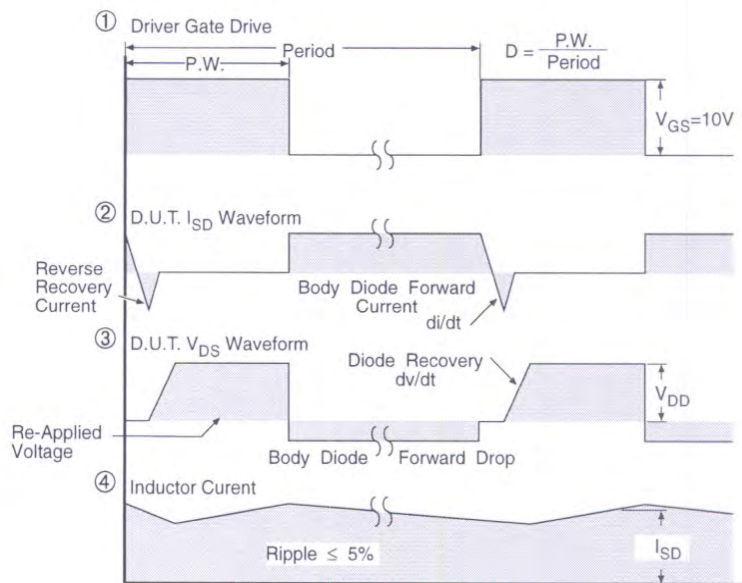 ① Driver Gate Drive
Period
P.W.
D = P.W. / Period
V_GS=10V
② D.U.T. I_SD Waveform
Reverse
Recovery
Current
Body Diode Forward
Current
di/dt
③ D.U.T. V_DS Waveform
Diode Recovery
dv/dt
V_DD
Re-Applied
Voltage
Body Diode Forward Drop
④ Inductor Curent
Ripple ≤ 5%
I_SD